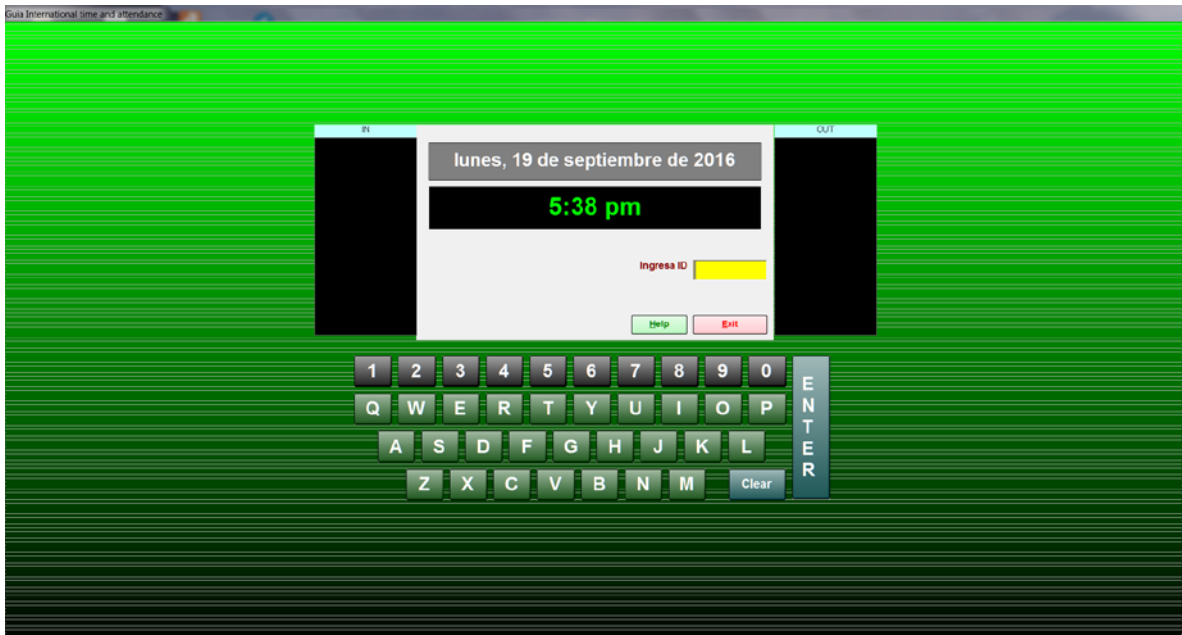 Guia International time and attendance
IN
OUT
lunes, 19 de septiembre de 2016
5:38 pm
Ingresa ID
Help
Exit
1 2 3 4 5 6 7 8 9 0
Q W E R T Y U I O P
A S D F G H J K L
Z X C V B N M Clear
ENTER